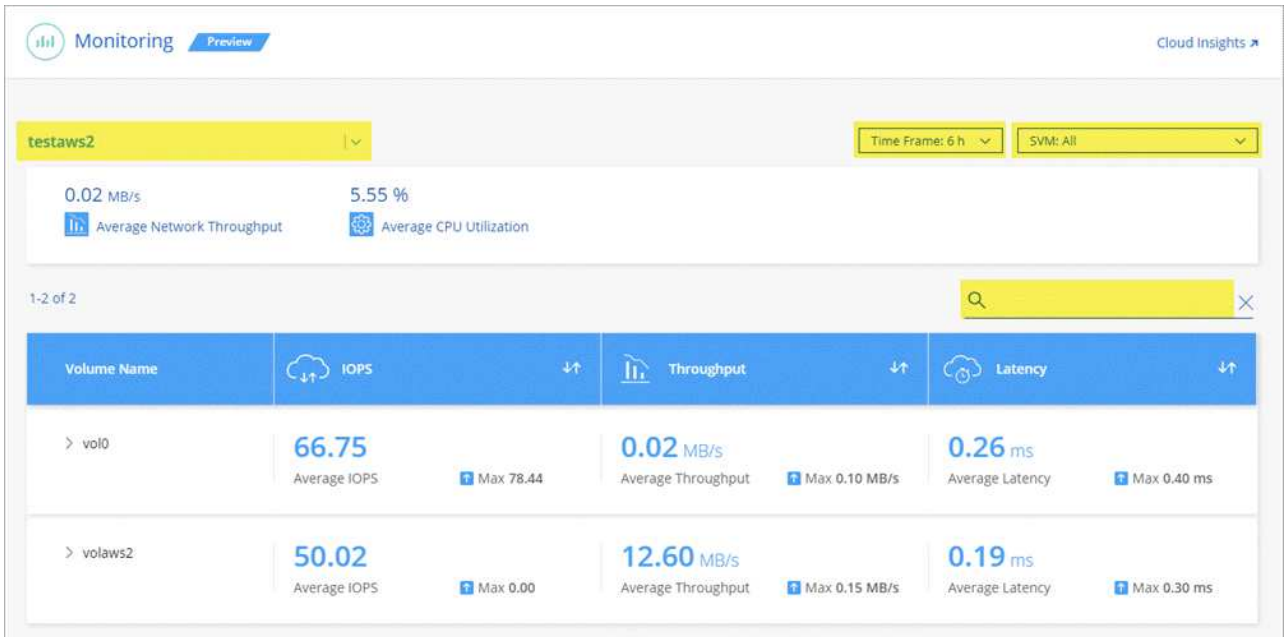 Monitoring Preview Cloud Insights
testaws2 Time Frame: 6 h SVM: All
0.02 MB/s 5.55 %
Average Network Throughput Average CPU Utilization
1-2 of 2
Volume Name IOPS Throughput Latency
vol0 66.75 0.02 MB/s 0.26 ms
Average IOPS Max 78.44 Average Throughput Max 0.10 MB/s Average Latency Max 0.40 ms
volaws2 50.02 12.60 MB/s 0.19 ms
Average IOPS Max 0.00 Average Throughput Max 0.15 MB/s Average Latency Max 0.30 ms